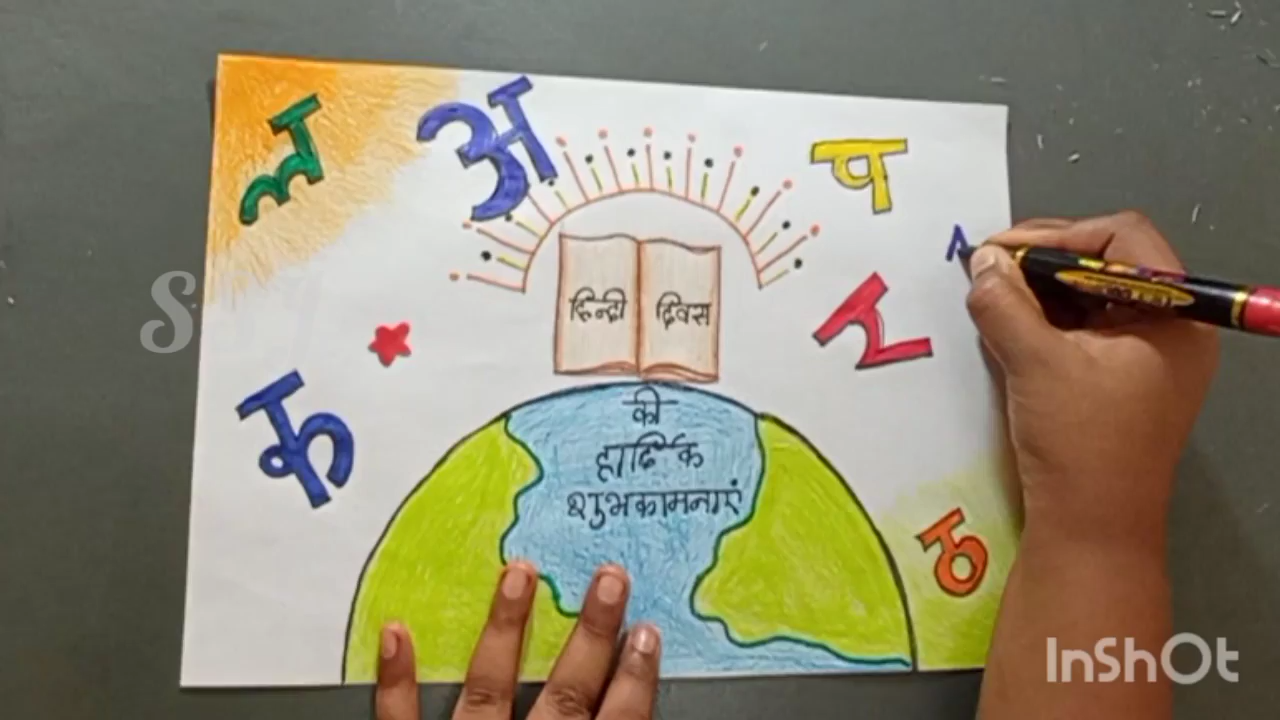 ल
अ
प
हिन्दी दिवस
र
क
की
हार्दिक
शुभकामनाएं
ठ
InShOt